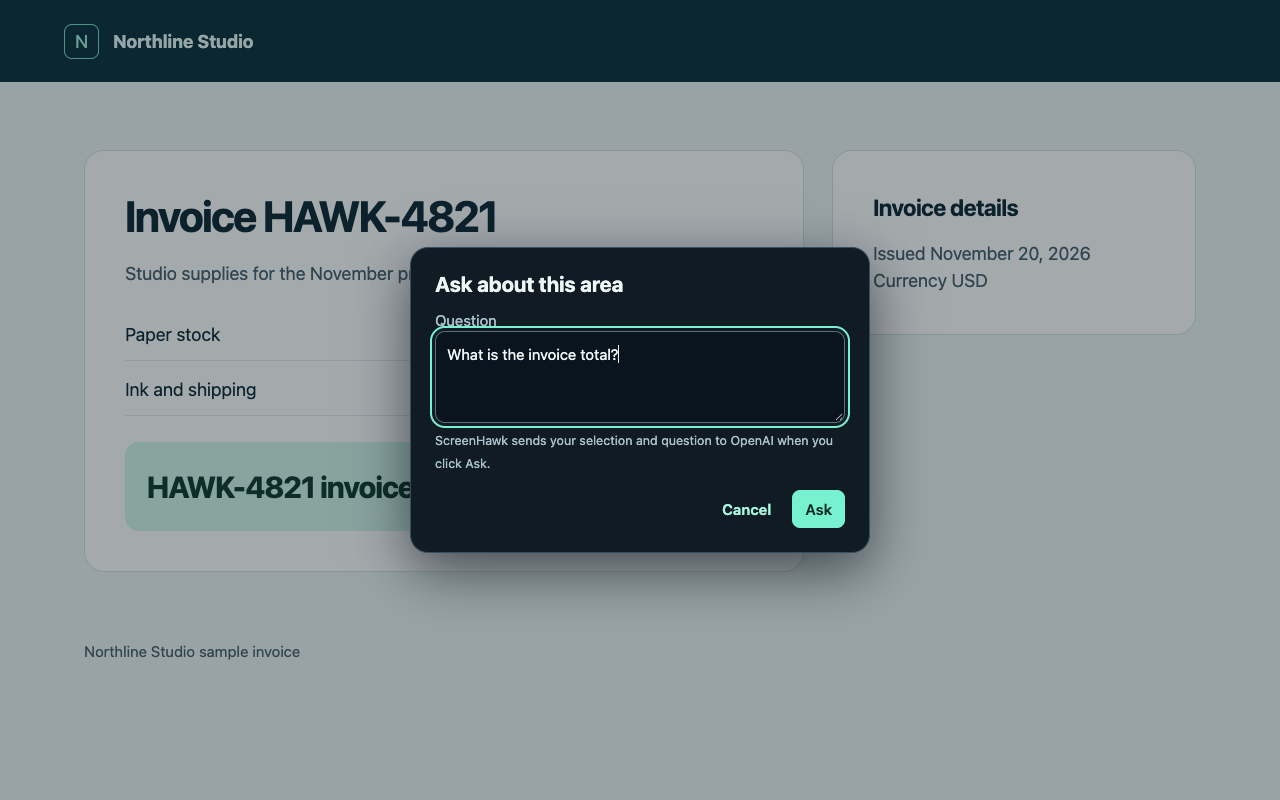 N
Northline Studio
Invoice HAWK-4821
Studio supplies for the November
Paper stock
Ink and shipping
HAWK-4821 invoice
Invoice details
Issued November 20, 2026
Currency USD
Ask about this area
Question
What is the invoice total?
ScreenHawk sends your selection and question to OpenAI when you
click Ask.
Cancel
Ask
Northline Studio sample invoice